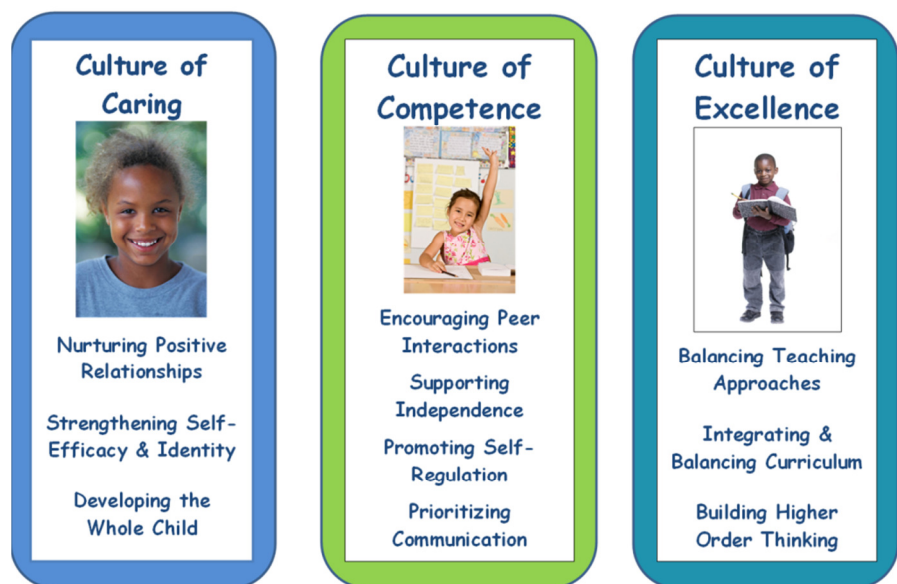 Culture of
Caring
Nurturing Positive
Relationships
Strengthening Self-
Efficacy & Identity
Developing the
Whole Child
Culture of
Competence
Encouraging Peer
Interactions
Supporting
Independence
Promoting Self-
Regulation
Prioritizing
Communication
Culture of
Excellence
Balancing Teaching
Approaches
Integrating &
Balancing Curriculum
Building Higher
Order Thinking